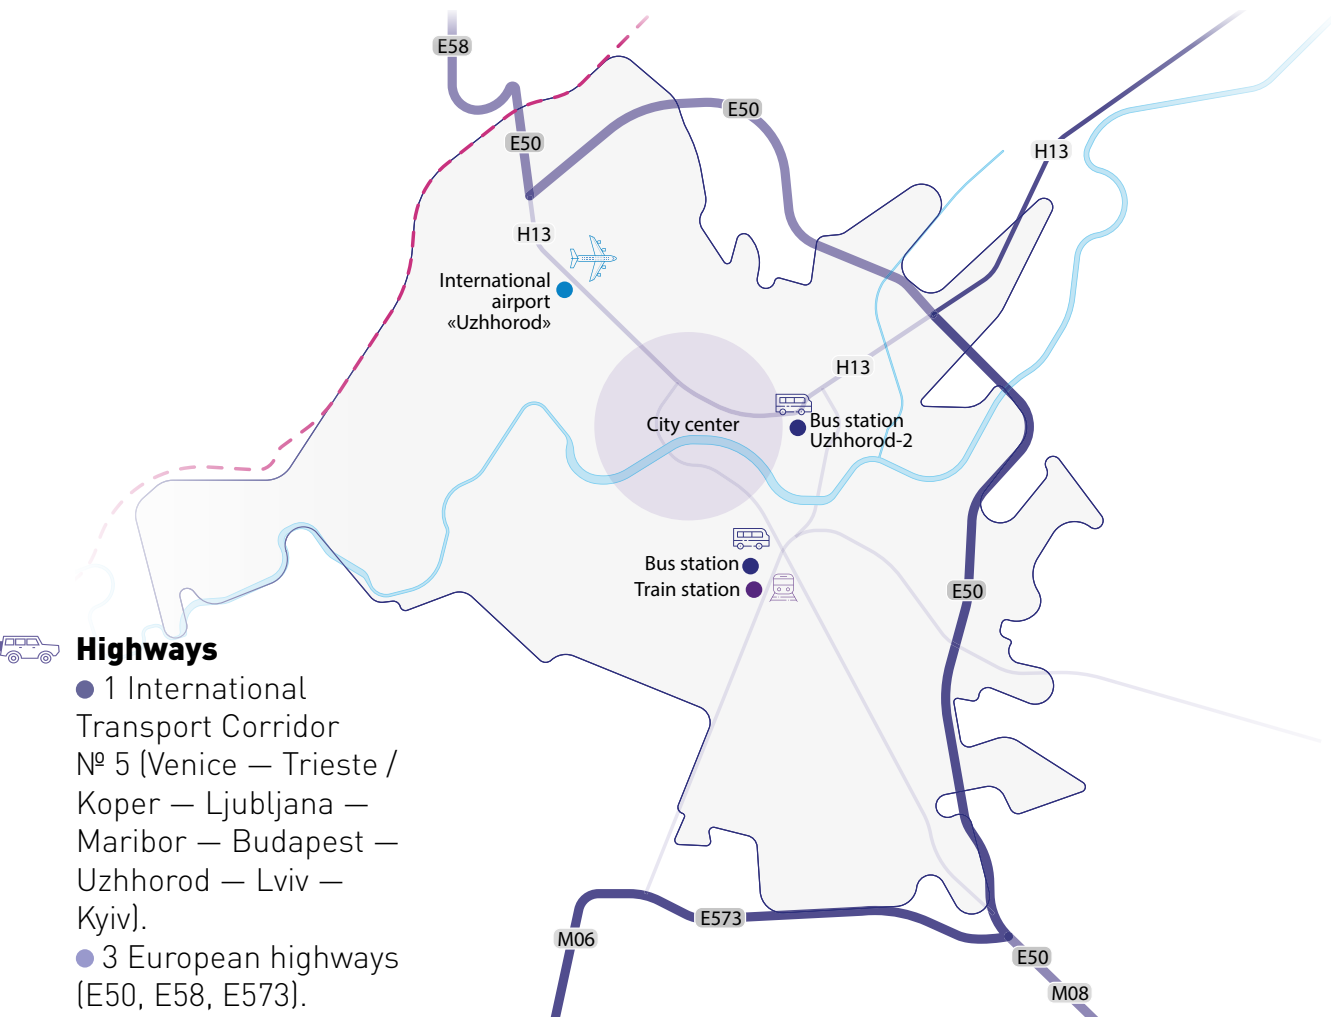 E58
E50
E50
H13
H13
International
airport
«Uzhhorod»
H13
City center
Bus station
Uzhhorod-2
Bus station
Train station
E50
Highways
1 International
Transport Corridor
№ 5 (Venice — Trieste /
Koper — Ljubljana —
Maribor — Budapest —
Uzhhorod — Lviv —
Kyiv).
3 European highways
(E50, E58, E573).
E573
M06
E50
M08